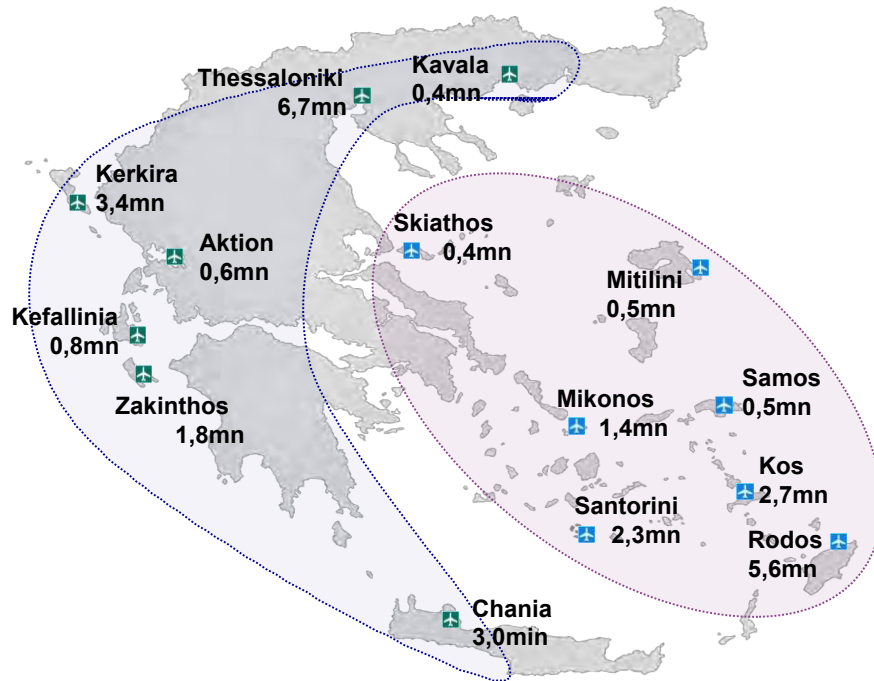 Thessaloniki
6,7mn
Kavala
0,4mn
Kerkira
3,4mn
Aktion
0,6mn
Skiathos
0,4mn
Mitilini
0,5mn
Kefallinia
0,8mn
Zakinthos
1,8mn
Mikonos
1,4mn
Samos
0,5mn
Kos
2,7mn
Santorini
2,3mn
Rodos
5,6mn
Chania
3,0min